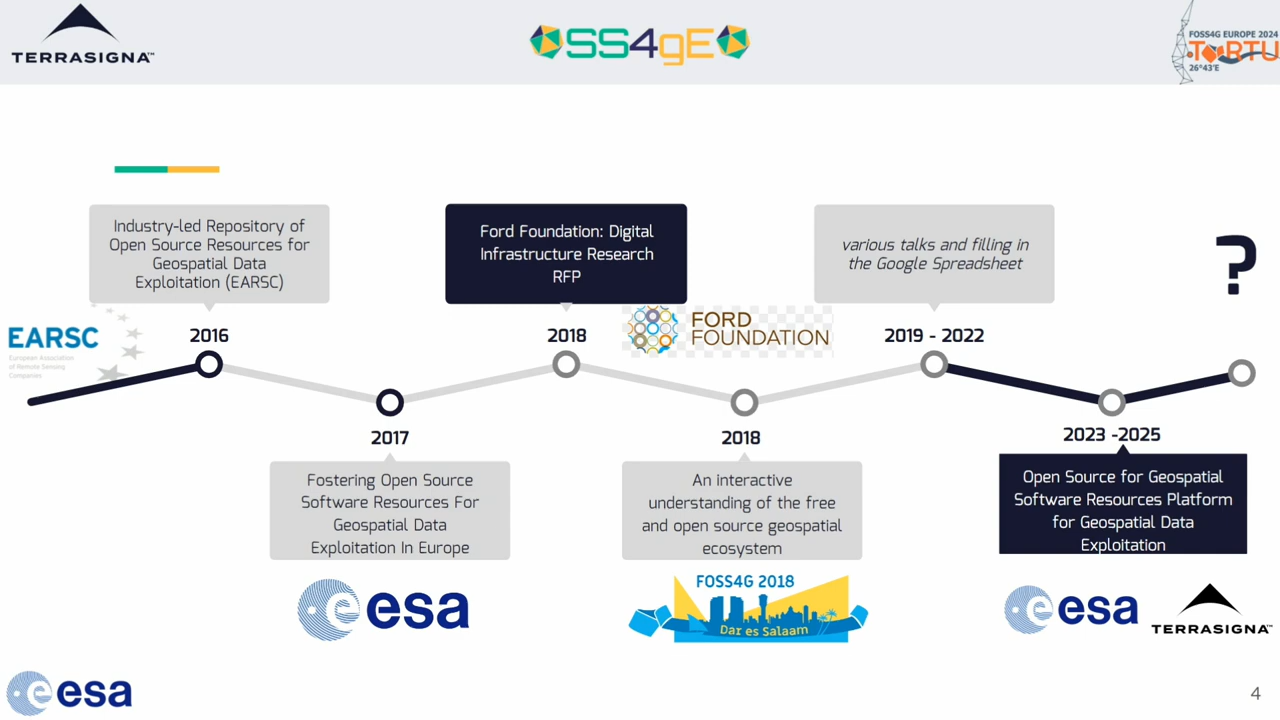 TERRASIGNA™
OSS4gEO
FOSS4G EUROPE 2024
TARTU
26°43'E
Industry-led Repository of
Open Source Resources for
Geospatial Data
Exploitation (EARSC)
Ford Foundation: Digital
Infrastructure Research
RFP
various talks and filling in
the Google Spreadsheet
?
EARSC
European Association
of Remote Sensing
Companies
2016
2018
FORD
FOUNDATION
2019 - 2022
2017
2018
2023 -2025
Fostering Open Source
Software Resources For
Geospatial Data
Exploitation In Europe
An interactive
understanding of the free
and open source geospatial
ecosystem
Open Source for Geospatial
Software Resources Platform
for Geospatial Data
Exploitation
esa
FOSS4G 2018
Dar es Salaam
esa
TERRASIGNA™
esa
4